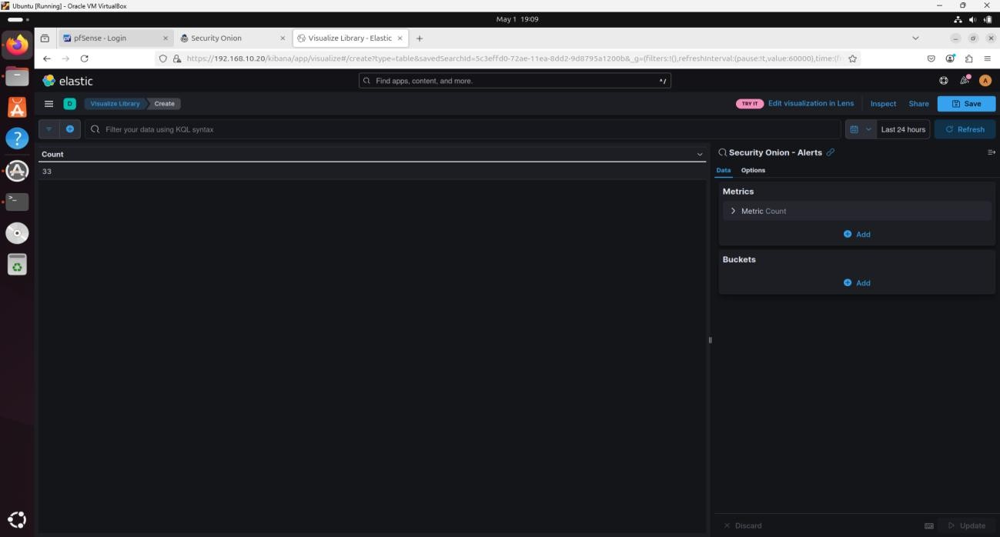 Ubuntu [Running] - Oracle VM VirtualBox
May 1 19:09
pfSense - Login
Security Onion
Visualize Library - Elastic
https://192.168.10.20/kibana/app/visualize#/create?type=table&savedSearchId=5c3effd0-72ae-11ea-8dd2-9d8795a1200b&_g=(filters:!(),refreshInterval:(pause:!t,value:60000),time:(f
elastic
Find apps, content, and more.
^/
A
D
Visualize Library
Create
TRY IT
Edit visualization in Lens
Inspect
Share
Save
Filter your data using KQL syntax
Last 24 hours
Refresh
Count
33
Security Onion - Alerts
Data
Options
Metrics
Metric Count
Add
Buckets
Add
Discard
Update